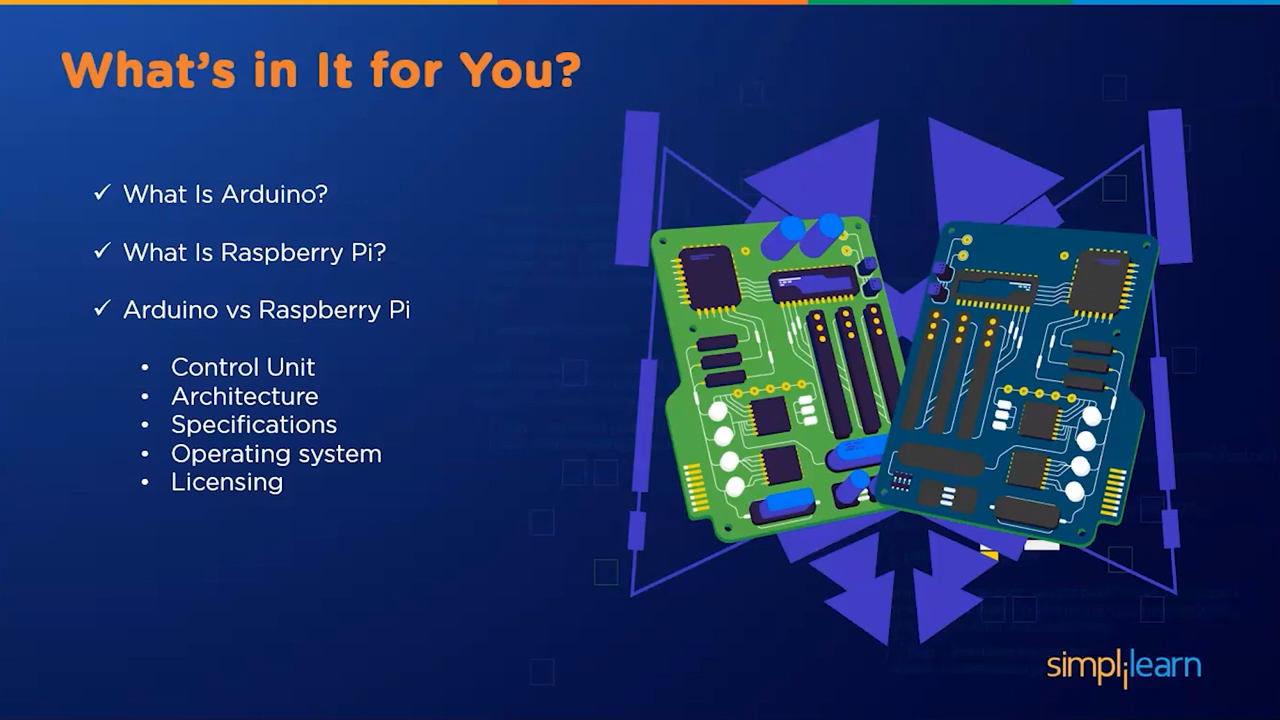 What's in It for You?
✓ What Is Arduino?
✓ What Is Raspberry Pi?
✓ Arduino vs Raspberry Pi
• Control Unit
• Architecture
• Specifications
• Operating system
• Licensing
simplilearn